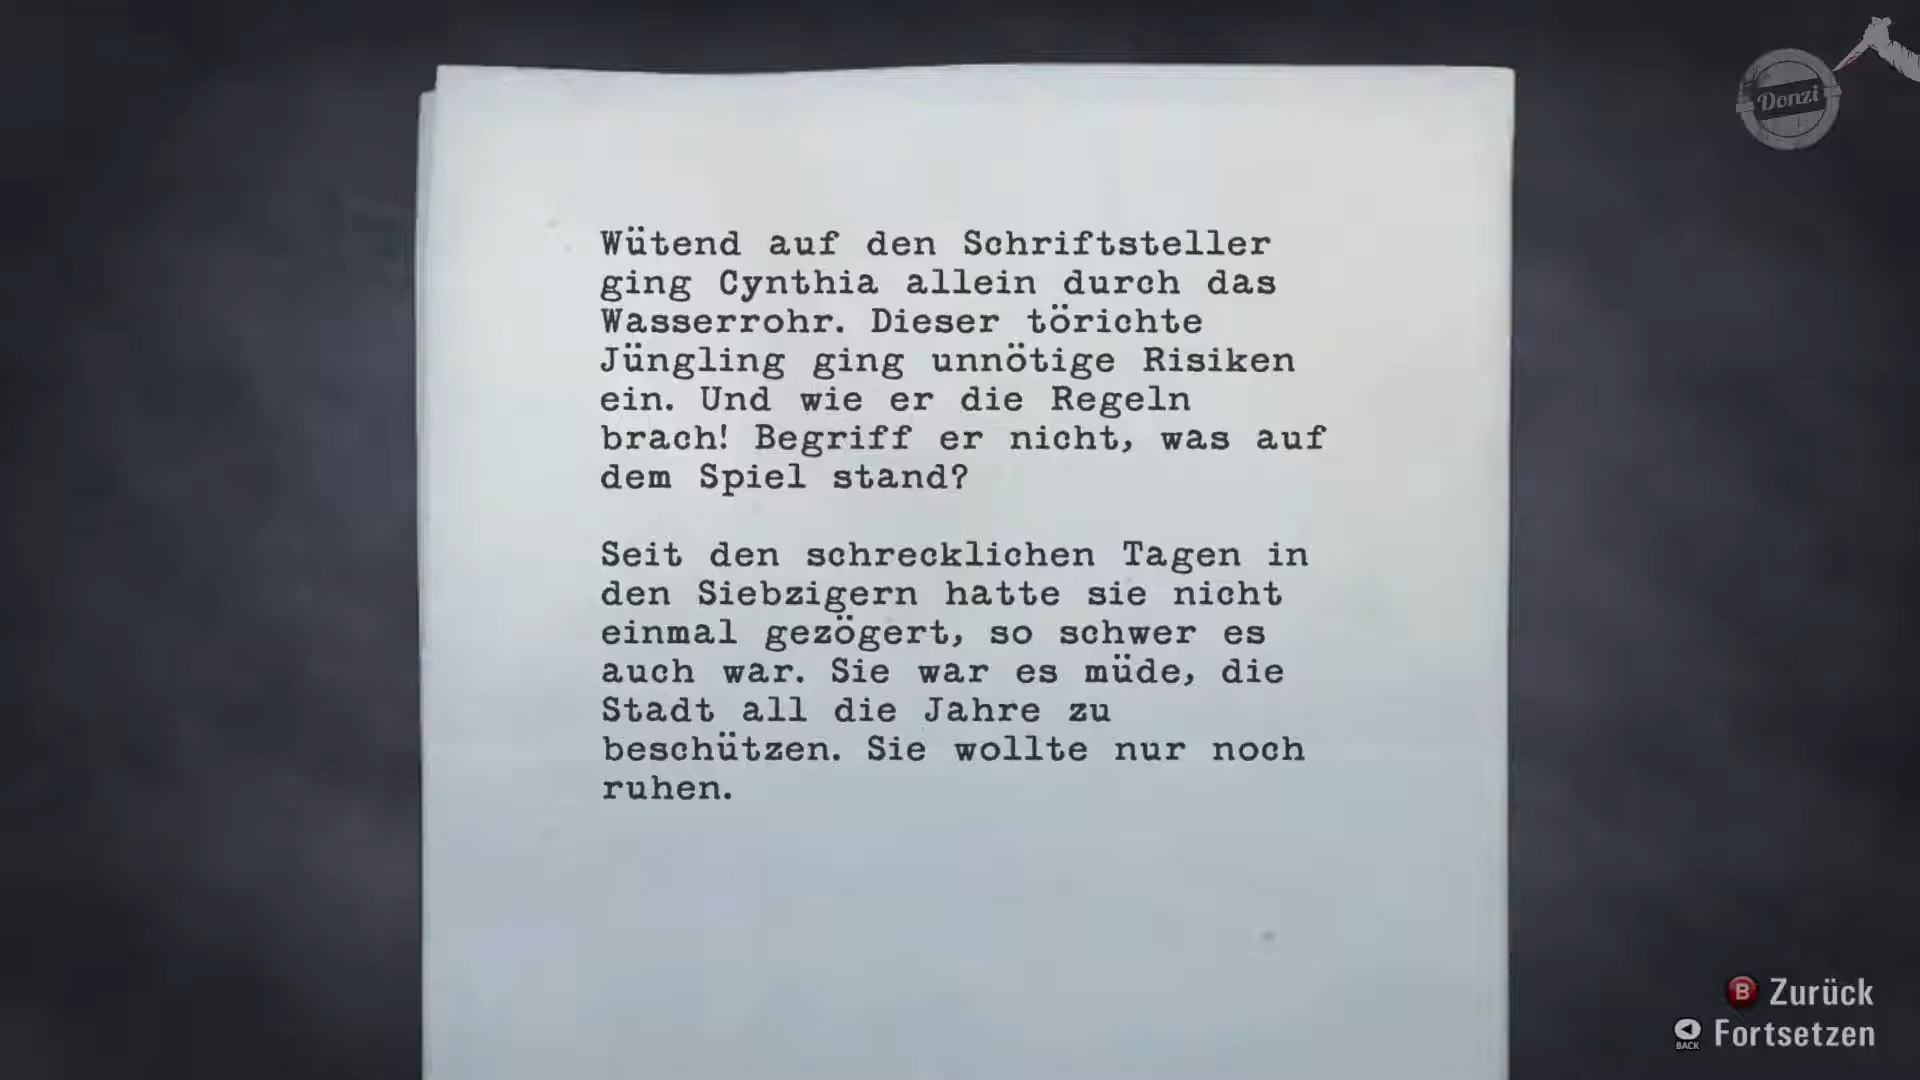 Donzi
Wütend auf den Schriftsteller
ging Cynthia allein durch das
Wasserrohr. Dieser törichte
Jüngling ging unnötige Risiken
ein. Und wie er die Regeln
brach! Begriff er nicht, was auf
dem Spiel stand?
Seit den schrecklichen Tagen in
den Siebzigern hatte sie nicht
einmal gezögert, so schwer es
auch war. Sie war es müde, die
Stadt all die Jahre zu
beschützen. Sie wollte nur noch
ruhen.
B Zurück
BACK Fortsetzen